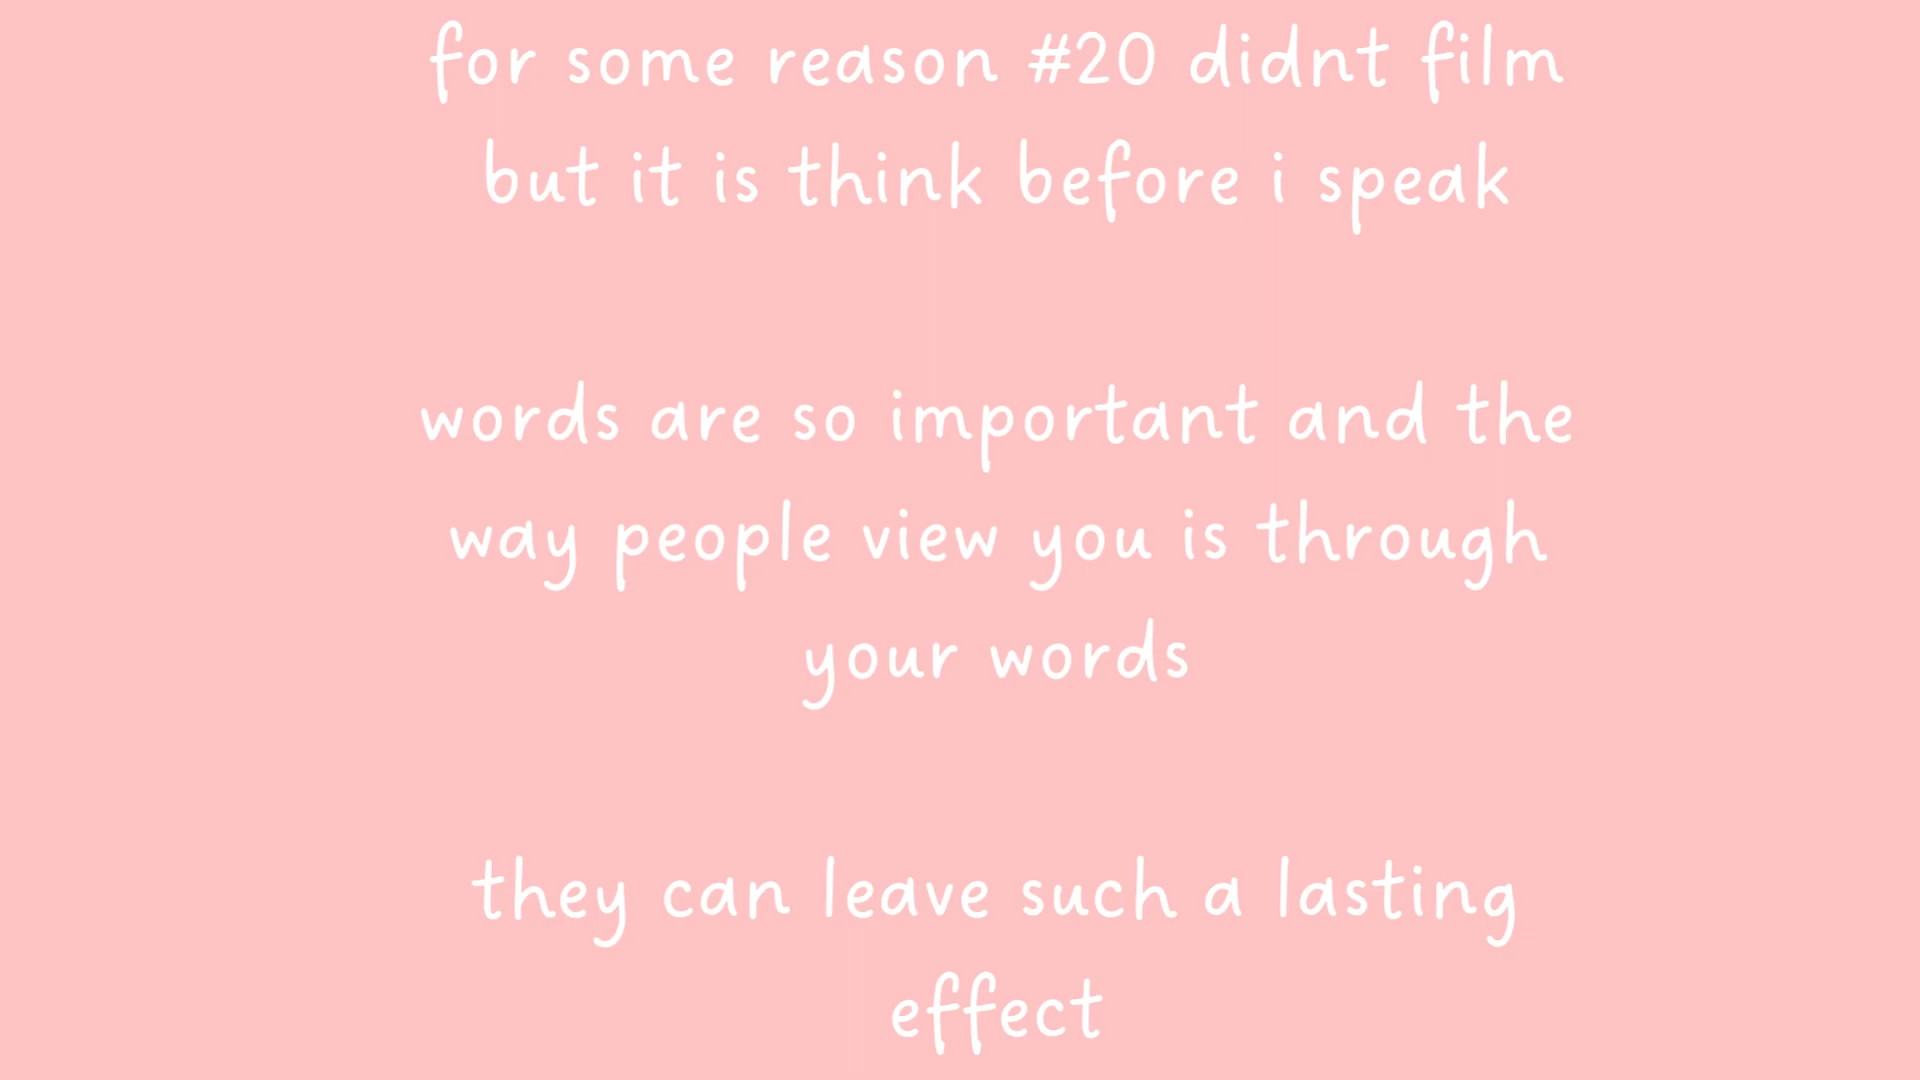 for some reason #20 didnt film
but it is think before i speak
words are so important and the
way people view you is through
your words
they can leave such a lasting
effect